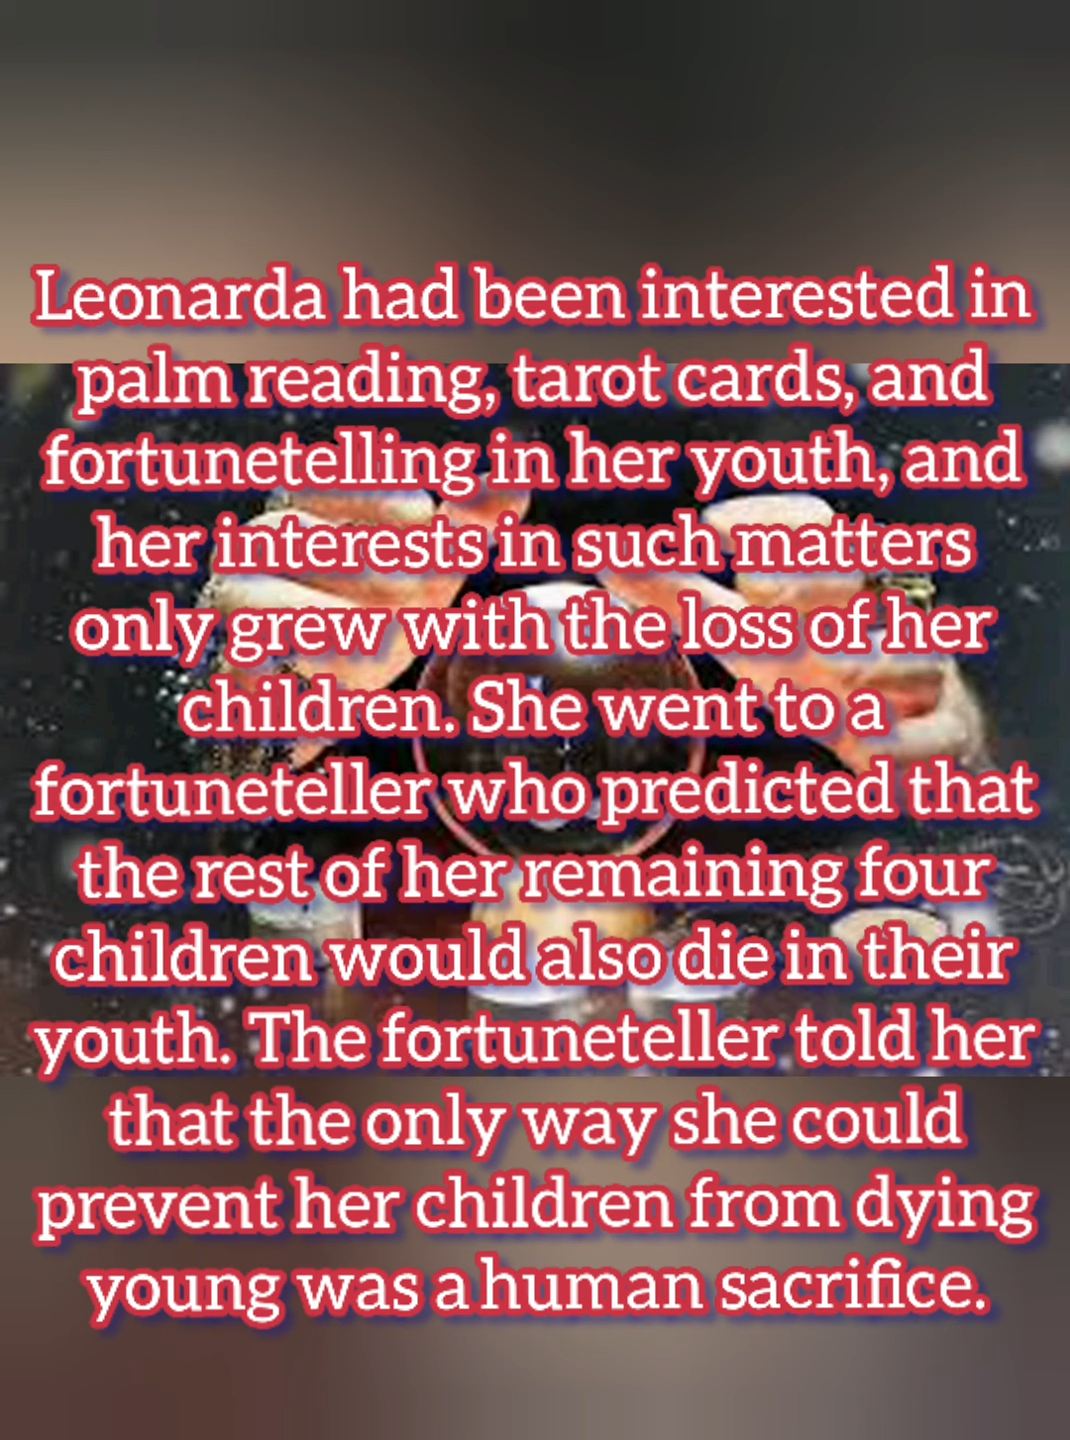 Leonarda had been interested in
palm reading, tarot cards, and
fortunetelling in her youth, and
her interests in such matters
only grew with the loss of her
children. She went to a
fortuneteller who predicted that
the rest of her remaining four
children would also die in their
youth. The fortuneteller told her
that the only way she could
prevent her children from dying
young was a human sacrifice.